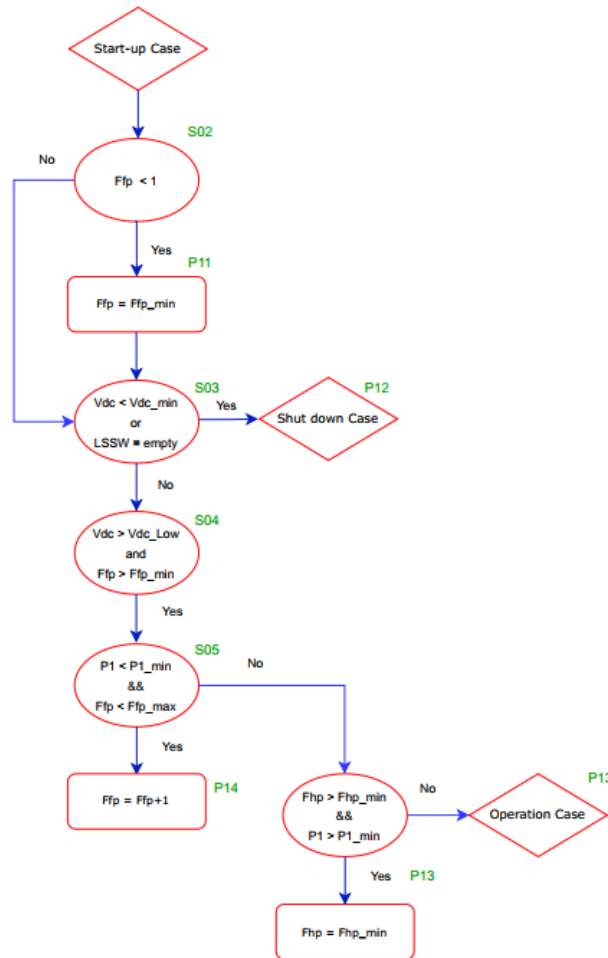 Start-up Case
S02
No
Ffp < 1
Yes
P11
Ffp = Ffp_min
S03
P12
Vdc < Vdc_min
or
LSSW = empty
Yes
Shut down Case
No
S04
Vdc > Vdc_Low
and
Ffp > Ffp_min
Yes
S05
No
P1 < P1_min
&&
Ffp < Ffp_max
Yes
P14
Ffp = Ffp+1
P13
Fhp > Fhp_min
&&
P1 > P1_min
No
Operation Case
Yes
P13
Fhp = Fhp_min